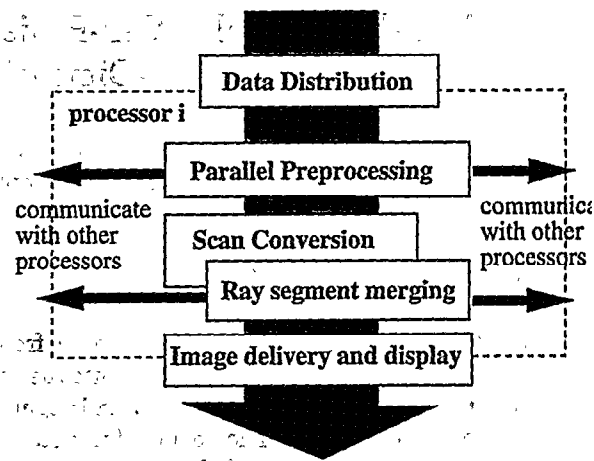 Data Distribution
processor i
Parallel Preprocessing
communicate
with other
processors
communica
with other
processors
Scan Conversion
Ray segment merging
Image delivery and display